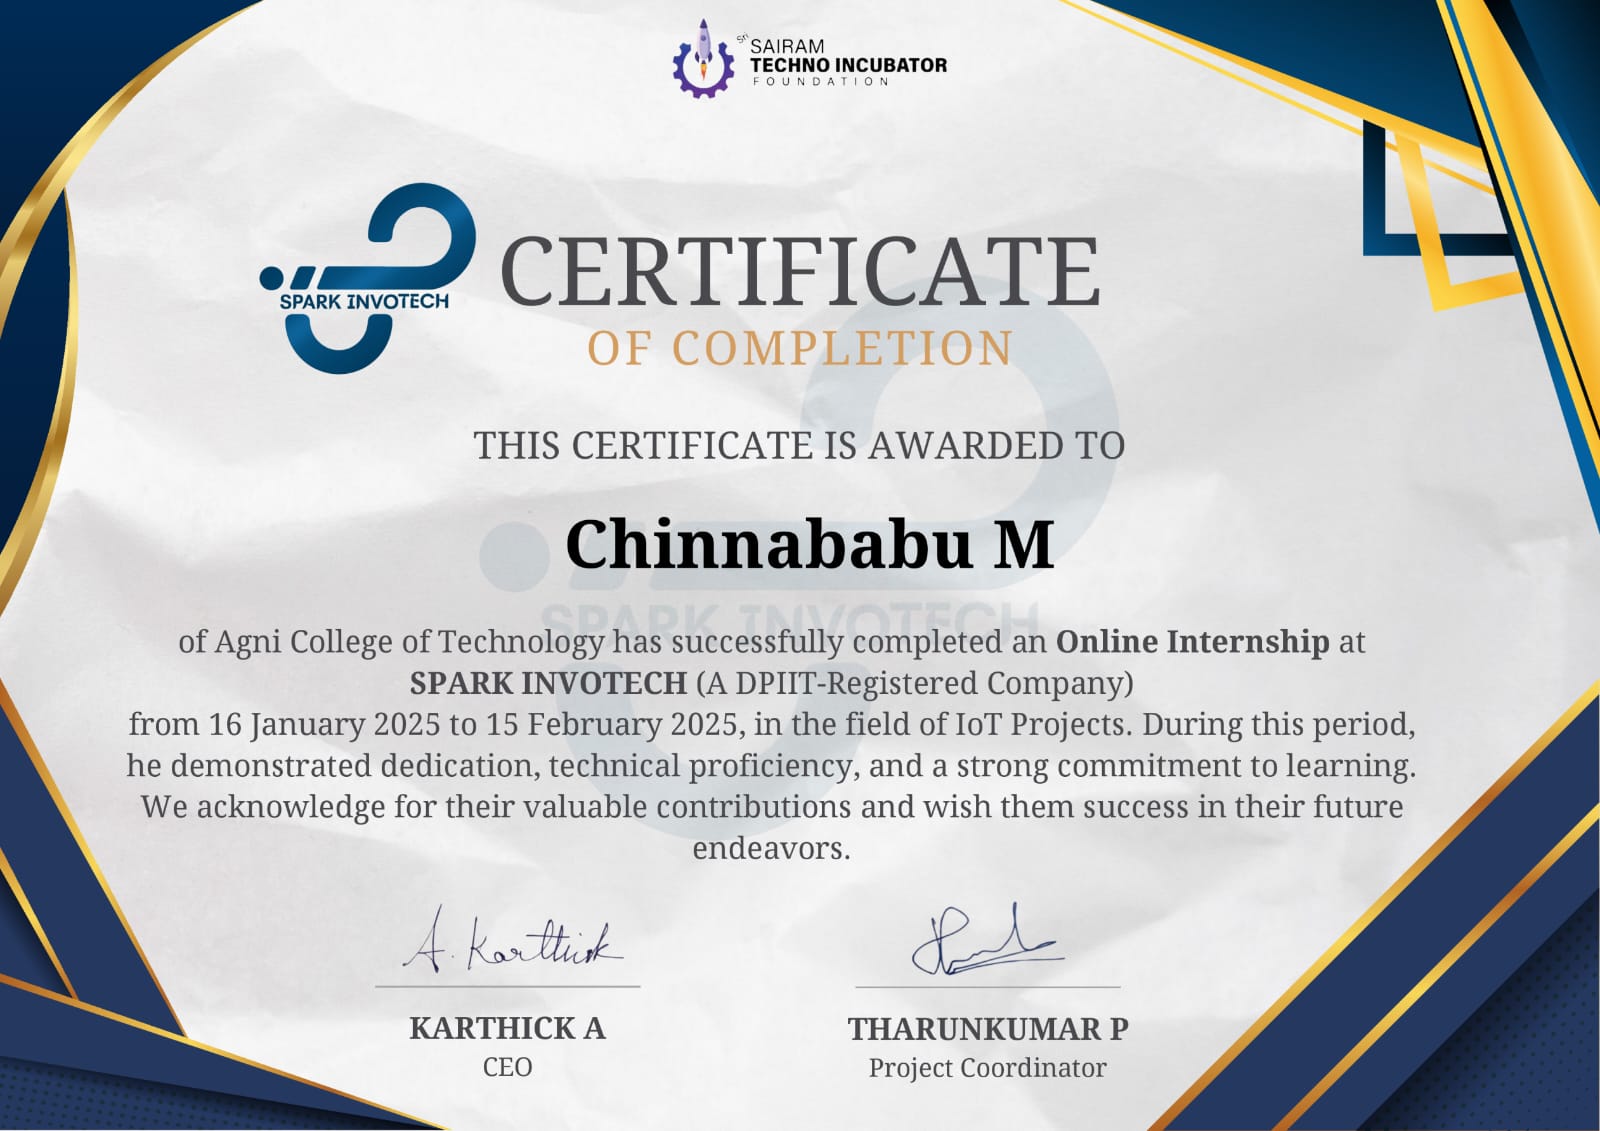 Sri
SAIRAM
TECHNO INCUBATOR
FOUNDATION
SPARK INVOTECH
CERTIFICATE
OF COMPLETION
THIS CERTIFICATE IS AWARDED TO
Chinnababu M
SPARK INVOTECH
of Agni College of Technology has successfully completed an Online Internship at
SPARK INVOTECH (A DPIIT-Registered Company)
from 16 January 2025 to 15 February 2025, in the field of IoT Projects. During this period,
he demonstrated dedication, technical proficiency, and a strong commitment to learning.
We acknowledge for their valuable contributions and wish them success in their future
endeavors.
A. Karthick
KARTHICK A
CEO
THARUNKUMAR P
Project Coordinator